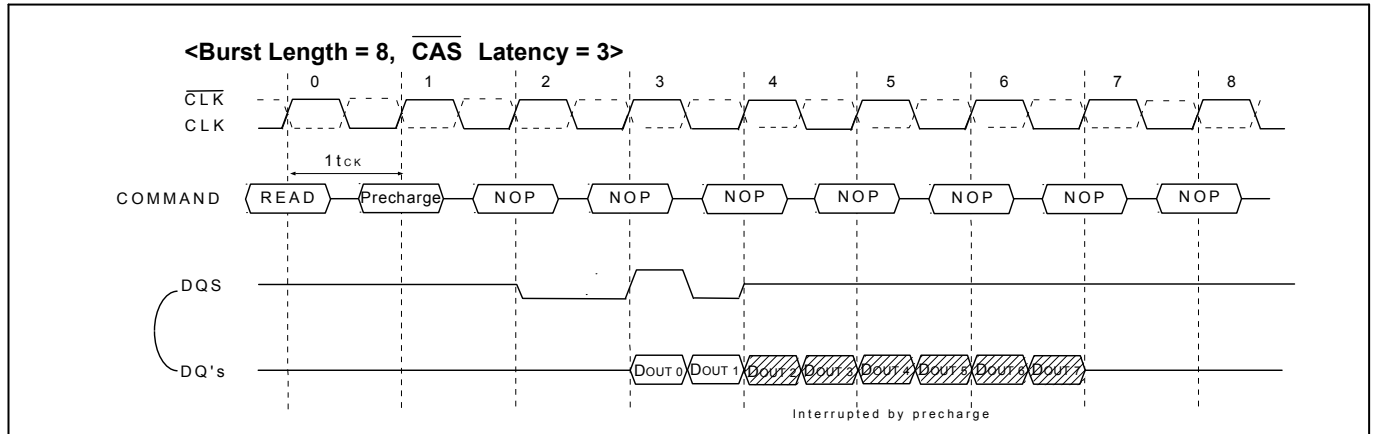 <Burst Length = 8, CAS Latency = 3>
0 1 2 3 4 5 6 7 8
CLK
CLK
1tCK
COMMAND READ Precharge NOP NOP NOP NOP NOP NOP NOP
DQS
DQ's DOUT 0 DOUT 1 DOUT 2 DOUT 3 DOUT 4 DOUT 5 DOUT 6 DOUT 7
Interrupted by precharge